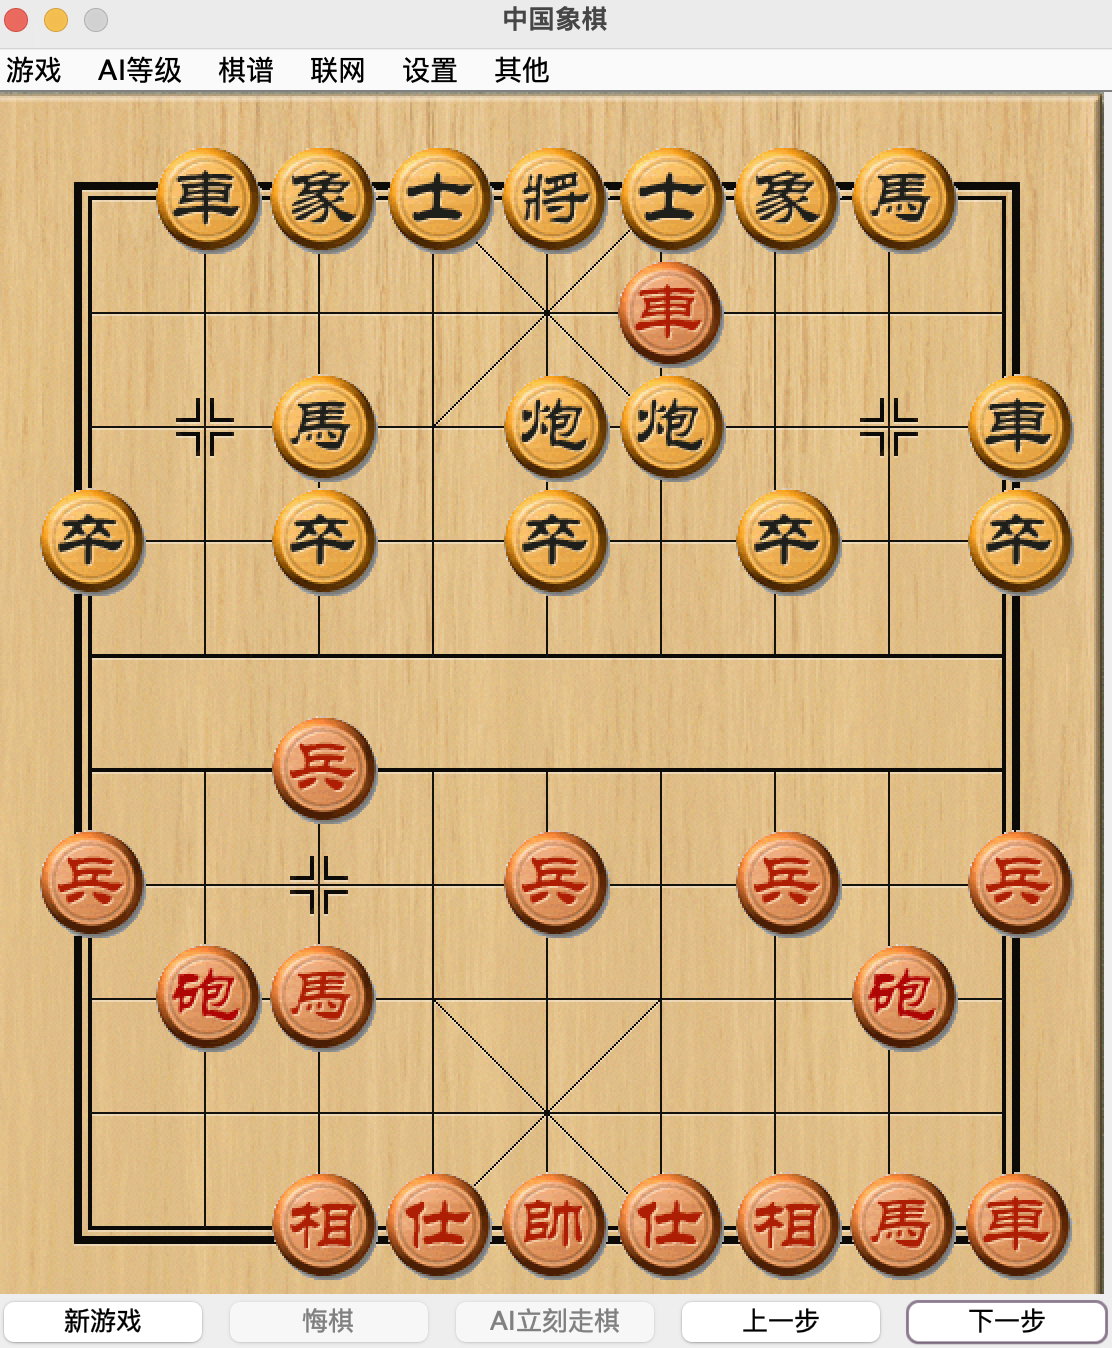 中国象棋
游戏 AI等级 棋谱 联网 设置 其他
車 象 士 將 士 象 馬
車
馬 炮 炮 車
卒 卒 卒 卒 卒
兵
兵 兵 兵 兵
砲 馬 砲
相 仕 帥 仕 相 馬 車
新游戏 悔棋 AI立刻走棋 上一步 下一步